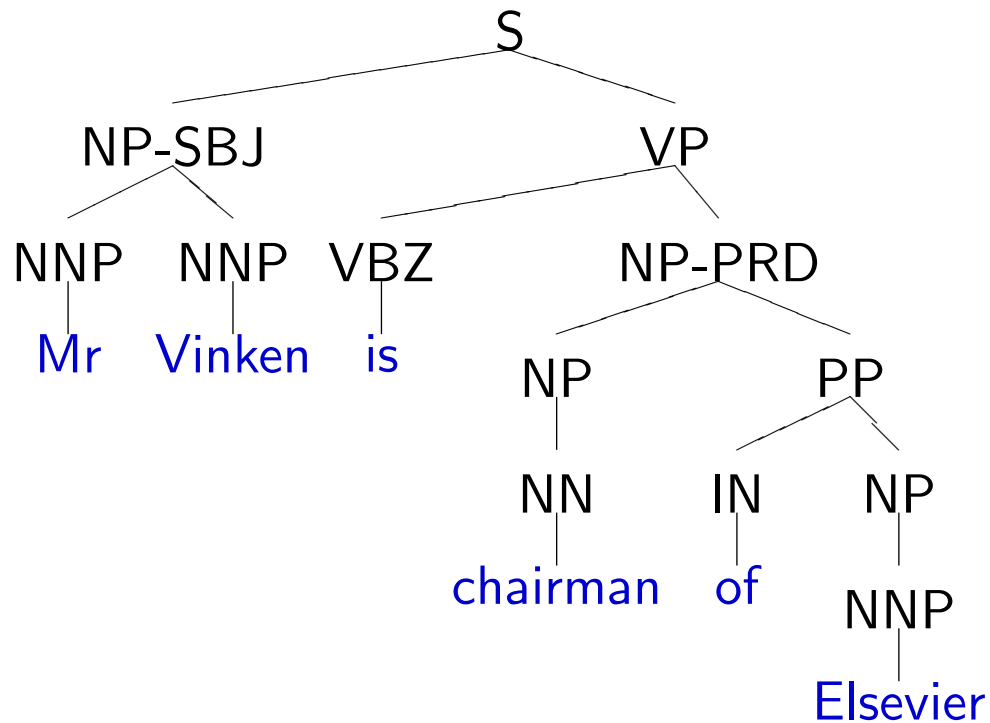 S
NP-SBJ VP
NNP NNP VBZ NP-PRD
Mr Vinken is
NP PP
NN IN NP
chairman of
NNP
Elsevier